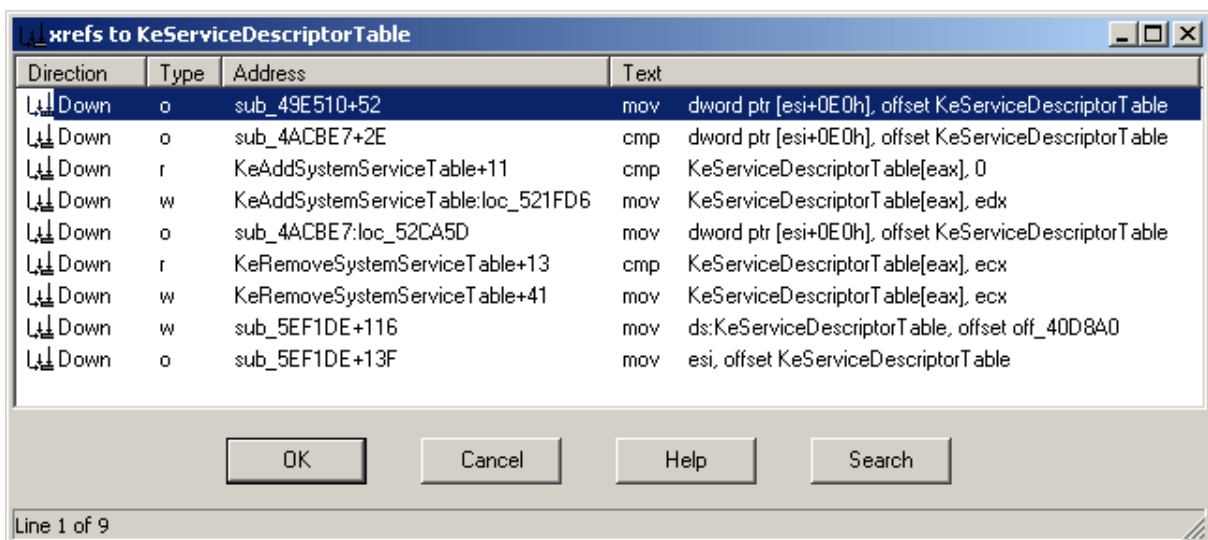 xrefs to KeServiceDescriptorTable
Direction Type Address Text
Down o sub_49E510+52 mov dword ptr [esi+0E0h], offset KeServiceDescriptorTable
Down o sub_4ACBE7+2E cmp dword ptr [esi+0E0h], offset KeServiceDescriptorTable
Down r KeAddSystemServiceTable+11 cmp KeServiceDescriptorTable[eax], 0
Down w KeAddSystemServiceTable:loc_521FD6 mov KeServiceDescriptorTable[eax], edx
Down o sub_4ACBE7:loc_52CA5D mov dword ptr [esi+0E0h], offset KeServiceDescriptorTable
Down r KeRemoveSystemServiceTable+13 cmp KeServiceDescriptorTable[eax], ecx
Down w KeRemoveSystemServiceTable+41 mov KeServiceDescriptorTable[eax], ecx
Down w sub_5EF1DE+116 mov ds:KeServiceDescriptorTable, offset off_40D8A0
Down o sub_5EF1DE+13F mov esi, offset KeServiceDescriptorTable
OK Cancel Help Search
Line 1 of 9